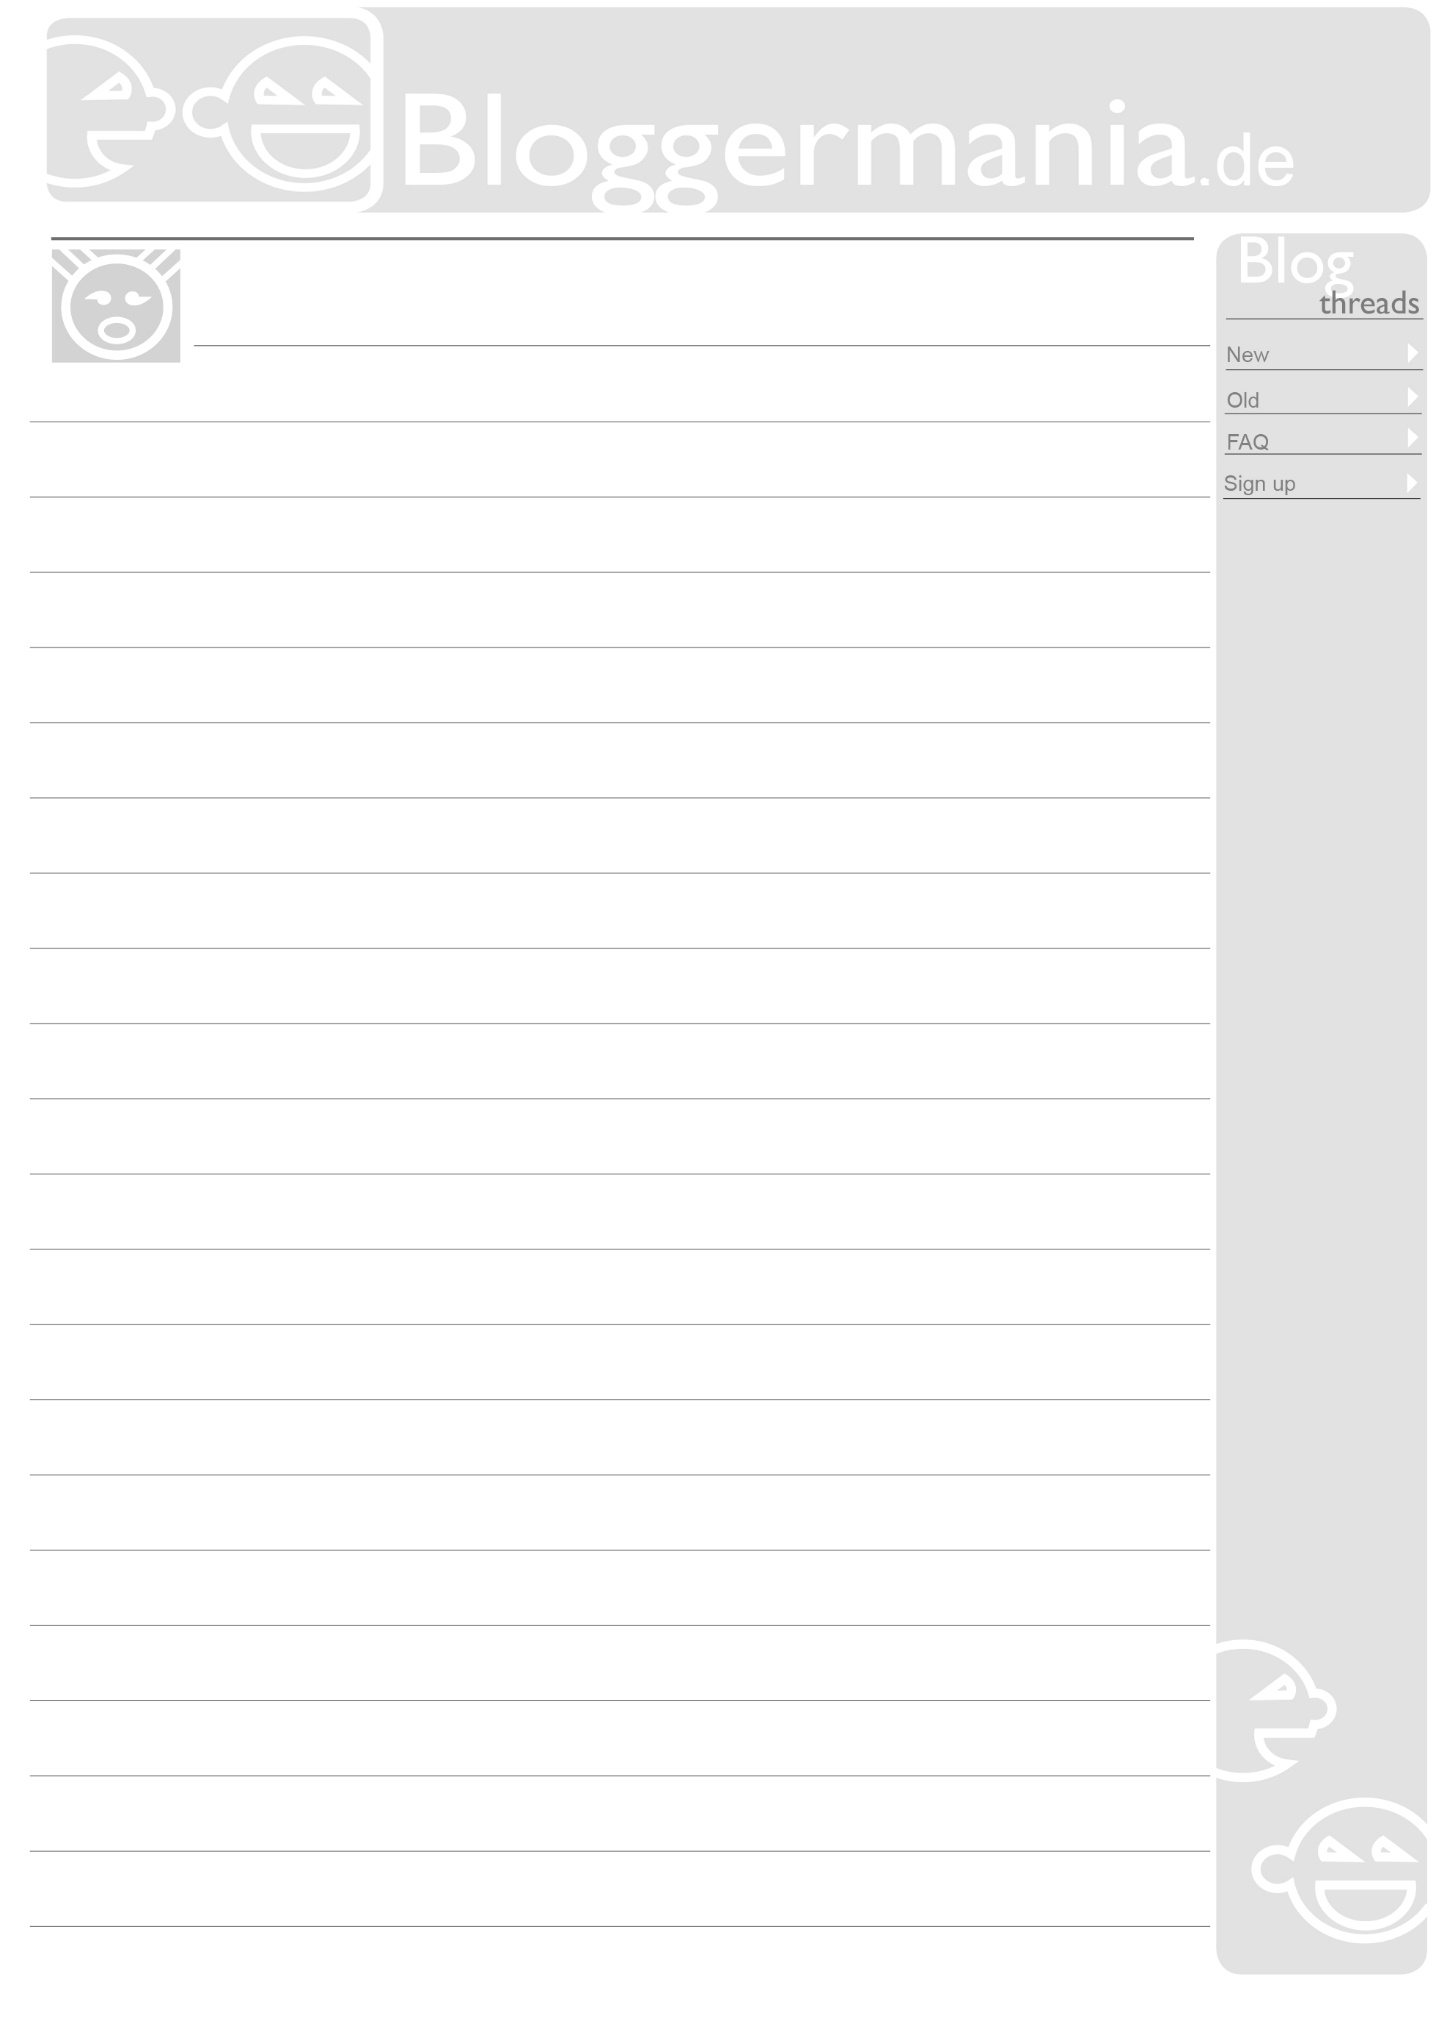 Bloggermania.de
Blog
threads
New
Old
FAQ
Sign up